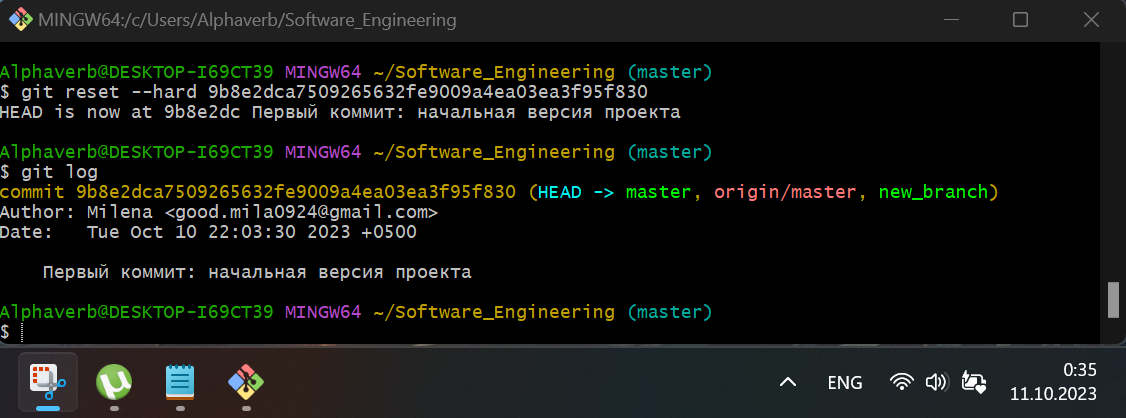 MINGW64:/c/Users/Alphaverb/Software_Engineering
Alphaverb@DESKTOP-I69CT39 MINGW64 ~/Software_Engineering (master)
$ git reset --hard 9b8e2dca7509265632fe9009a4ea03ea3f95f830
HEAD is now at 9b8e2dc Первый коммит: начальная версия проекта
Alphaverb@DESKTOP-I69CT39 MINGW64 ~/Software_Engineering (master)
$ git log
commit 9b8e2dca7509265632fe9009a4ea03ea3f95f830 (HEAD -> master, origin/master, new_branch)
Author: Milena <good.mila0924@gmail.com>
Date:   Tue Oct 10 22:03:30 2023 +0500
    Первый коммит: начальная версия проекта
Alphaverb@DESKTOP-I69CT39 MINGW64 ~/Software_Engineering (master)
$
ENG
0:35
11.10.2023